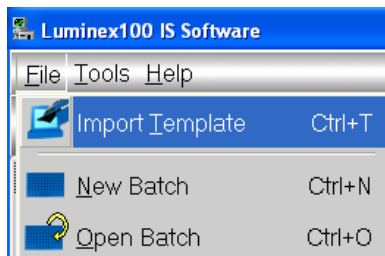 Luminex100 IS Software
File Tools Help
Import Template Ctrl+T
New Batch Ctrl+N
Open Batch Ctrl+O